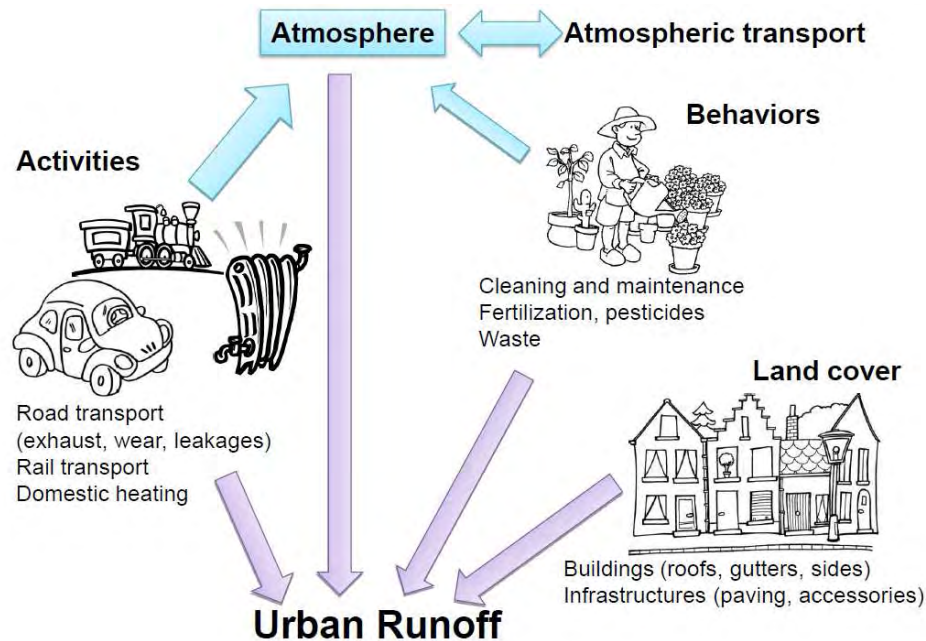 Atmosphere
Atmospheric transport
Behaviors
Activities
Cleaning and maintenance
Fertilization, pesticides
Waste
Land cover
Road transport
(exhaust, wear, leakages)
Rail transport
Domestic heating
Buildings (roofs, gutters, sides)
Infrastructures (paving, accessories)
Urban Runoff